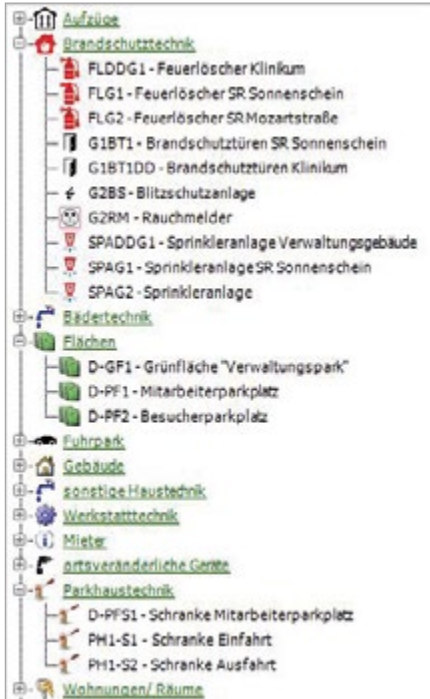 Aufzüge
Brandschutztechnik
FLDDG1 - Feuerlöscher Klinikum
FLG1 - Feuerlöscher SR Sonnenschein
FLG2 - Feuerlöscher SR Mozartstraße
G1BT1 - Brandschutztüren SR Sonnenschein
G1BT1DD - Brandschutztüren Klinikum
G2BS - Blitzschutzanlage
G2RM - Rauchmelder
SPADDG1 - Sprinkleranlage Verwaltungsgebäude
SPAG1 - Sprinkleranlage SR Sonnenschein
SPAG2 - Sprinkleranlage
Bädertechnik
Flächen
D-GF1 - Grünfläche "Verwaltungspark"
D-PF1 - Mitarbeiterparkplatz
D-PF2 - Besucherparkplatz
Fuhrpark
Gebäude
sonstige Haustechnik
Werkstatttechnik
Mieter
ortsveränderliche Geräte
Parkhaustechnik
D-PFS1 - Schranke Mitarbeiterparkplatz
PH1-S1 - Schranke Einfahrt
PH1-S2 - Schranke Ausfahrt
Wohnungen/ Räume